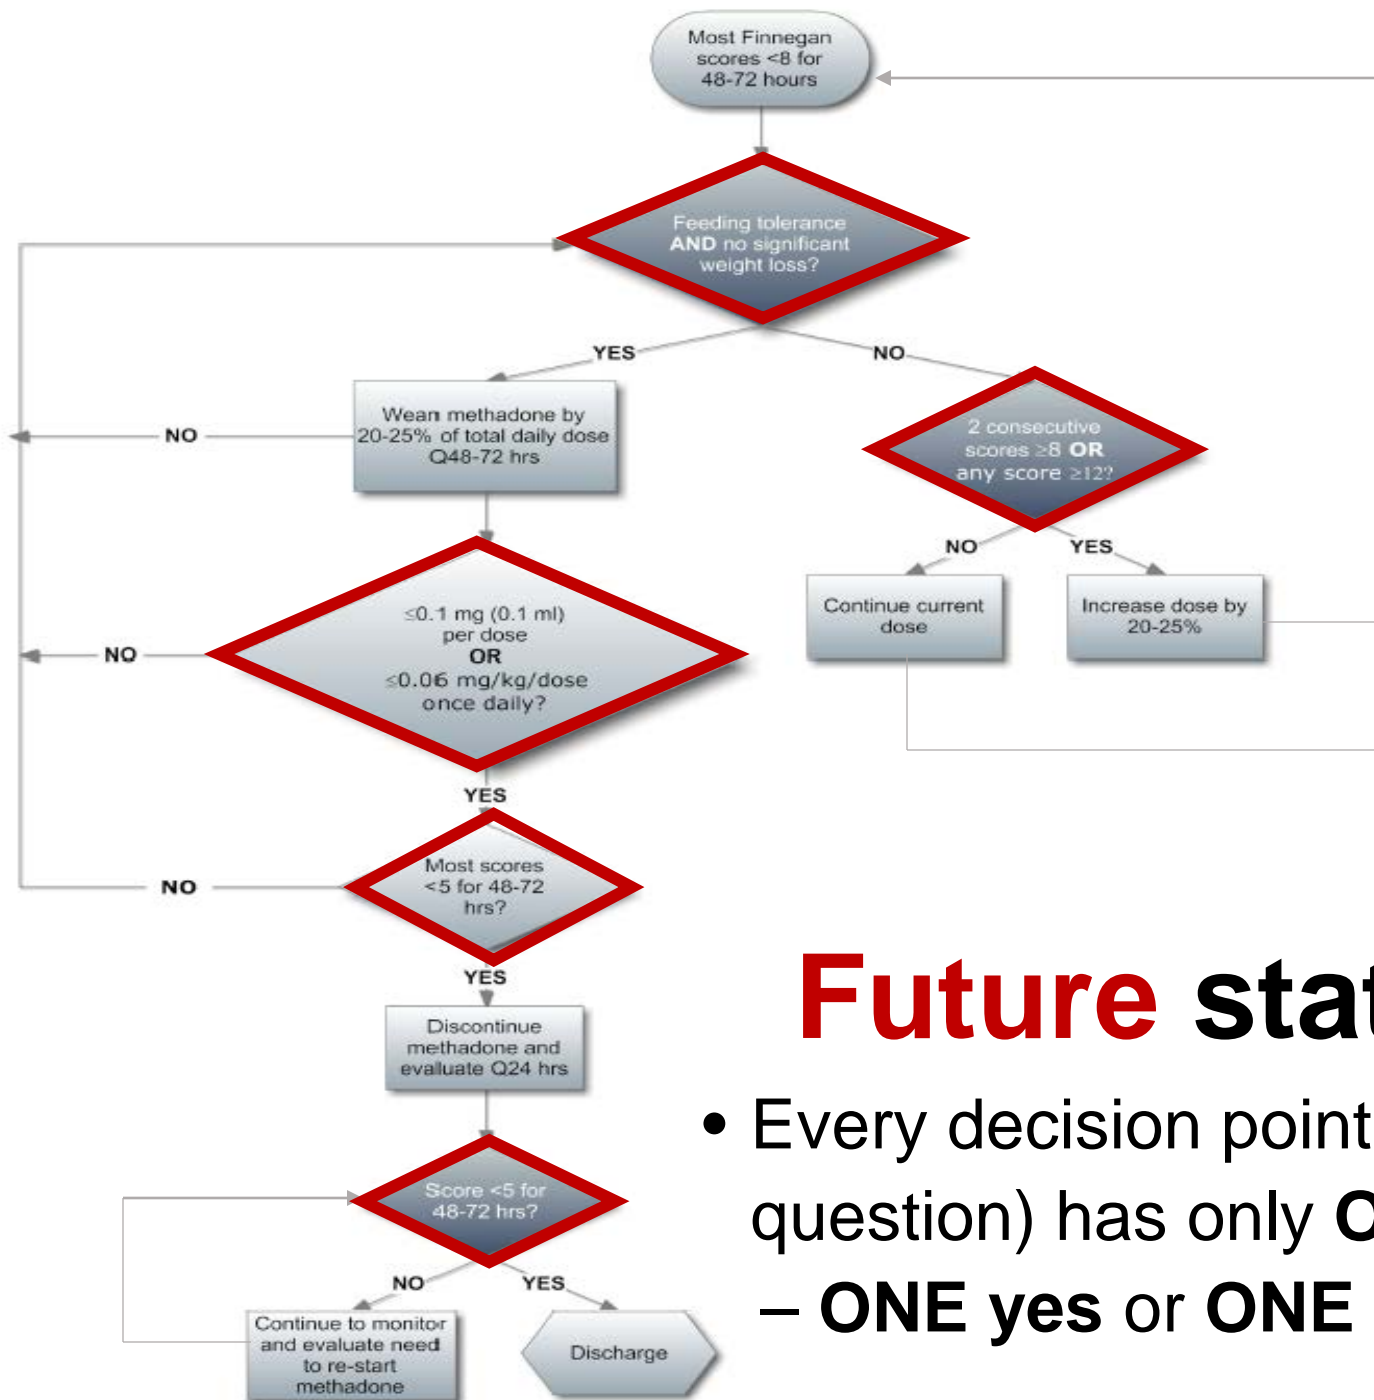 Most Finnegan
scores <8 for
48-72 hours
Feeding tolerance
AND no significant
weight loss?
YES
NO
Wean methadone by
20-25% of total daily dose
Q48-72 hrs
NO
2 consecutive
scores ≥8 OR
any score ≥12?
NO
YES
Continue current
dose
Increase dose by
20-25%
≤0.1 mg (0.1 ml)
per dose
OR
≤0.06 mg/kg/dose
once daily?
NO
YES
Most scores
<5 for 48-72
hrs?
NO
YES
Discontinue
methadone and
evaluate Q24 hrs
Score <5 for
48-72 hrs?
NO
YES
Continue to monitor
and evaluate need
to re-start
methadone
Discharge
Future stat
• Every decision point
question) has only O
– ONE yes or ONE